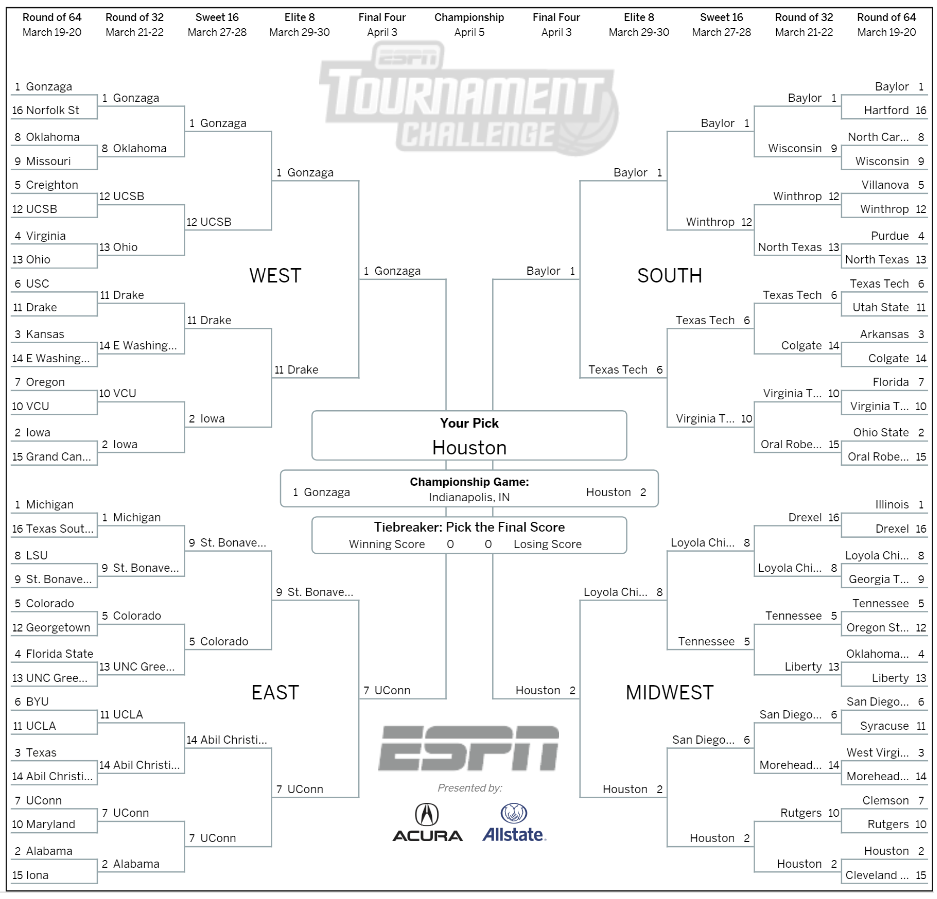 Round of 64 Round of 32 Sweet 16 Elite 8 Final Four Championship Final Four Elite 8 Sweet 16 Round of 32 Round of 64
March 19-20 March 21-22 March 27-28 March 29-30 April 3 April 5 April 3 March 29-30 March 27-28 March 21-22 March 19-20
ESPN
TOURNAMENT
CHALLENGE
1 Gonzaga
16 Norfolk St
8 Oklahoma
9 Missouri
5 Creighton
12 UCSB
4 Virginia
13 Ohio
6 USC
11 Drake
3 Kansas
14 E Washing...
7 Oregon
10 VCU
2 Iowa
15 Grand Can...
1 Gonzaga
8 Oklahoma
12 UCSB
13 Ohio
11 Drake
14 E Washing...
10 VCU
2 Iowa
1 Gonzaga
12 UCSB
11 Drake
2 Iowa
1 Gonzaga
11 Drake
WEST
1 Gonzaga
Baylor 1
SOUTH
Baylor 1
Texas Tech 6
Baylor 1
Winthrop 12
Texas Tech 6
Virginia T... 10
Baylor 1
Wisconsin 9
Winthrop 12
North Texas 13
Texas Tech 6
Colgate 14
Virginia T... 10
Oral Robe... 15
Baylor 1
Hartford 16
North Car... 8
Wisconsin 9
Villanova 5
Winthrop 12
Purdue 4
North Texas 13
Texas Tech 6
Utah State 11
Arkansas 3
Colgate 14
Florida 7
Virginia T... 10
Ohio State 2
Oral Robe... 15
Your Pick
Houston
Championship Game:
1 Gonzaga Indianapolis, IN Houston 2
Tiebreaker: Pick the Final Score
Winning Score 0 0 Losing Score
1 Michigan
16 Texas Sout...
8 LSU
9 St. Bonave...
5 Colorado
12 Georgetown
4 Florida State
13 UNC Gree...
6 BYU
11 UCLA
3 Texas
14 Abil Christi...
7 UConn
10 Maryland
2 Alabama
15 Iona
1 Michigan
9 St. Bonave...
5 Colorado
13 UNC Gree...
11 UCLA
14 Abil Christi...
7 UConn
2 Alabama
9 St. Bonave...
5 Colorado
14 Abil Christi...
7 UConn
9 St. Bonave...
7 UConn
EAST
7 UConn
Houston 2
MIDWEST
Loyola Chi... 8
Houston 2
Loyola Chi... 8
Tennessee 5
San Diego... 6
Houston 2
Drexel 16
Loyola Chi... 8
Tennessee 5
Liberty 13
San Diego... 6
Morehead... 14
Rutgers 10
Houston 2
Illinois 1
Drexel 16
Loyola Chi... 8
Georgia T... 9
Tennessee 5
Oregon St... 12
Oklahoma... 4
Liberty 13
San Diego... 6
Syracuse 11
West Virgi... 3
Morehead... 14
Clemson 7
Rutgers 10
Houston 2
Cleveland ... 15
ESPN
Presented by:
ACURA Allstate